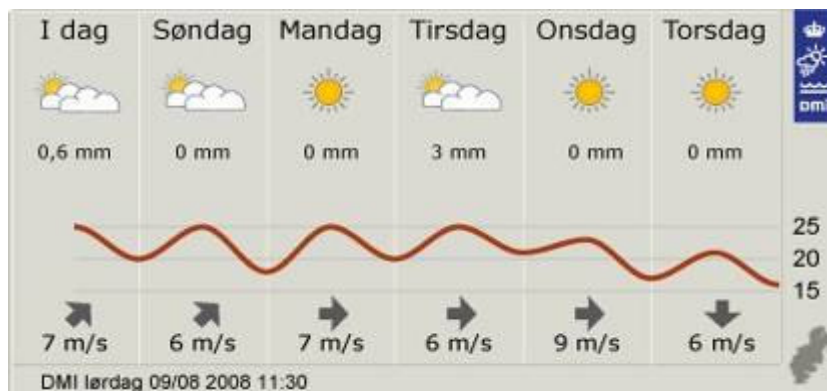 I dag Søndag Mandag Tirsdag Onsdag Torsdag
DMI
0,6 mm 0 mm 0 mm 3 mm 0 mm 0 mm
25
20
15
7 m/s 6 m/s 7 m/s 6 m/s 9 m/s 6 m/s
DMI lørdag 09/08 2008 11:30